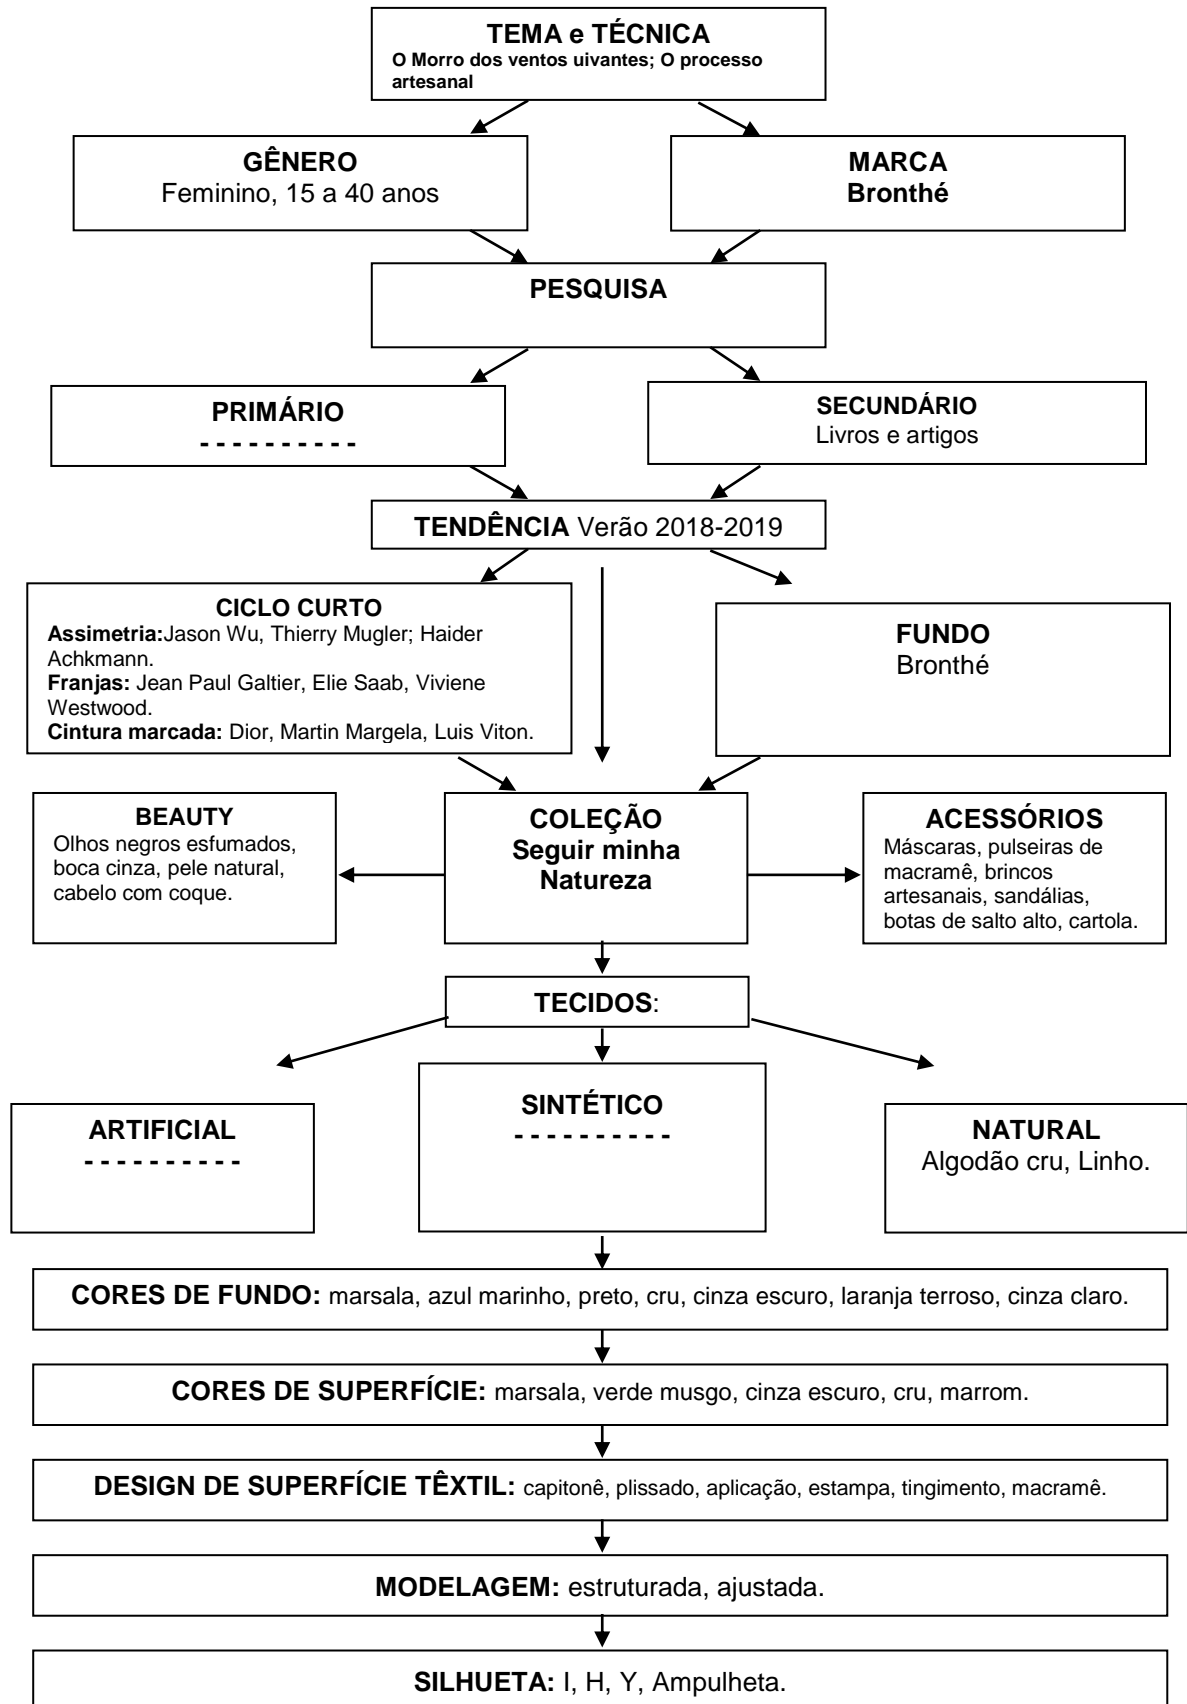 TEMA e TÉCNICA
O Morro dos ventos uivantes; O processo
artesanal
GÊNERO
Feminino, 15 a 40 anos
MARCA
Bronthé
PESQUISA
PRIMÁRIO
- - - - - - - - - -
SECUNDÁRIO
Livros e artigos
TENDÊNCIA Verão 2018-2019
CICLO CURTO
Assimetria:Jason Wu, Thierry Mugler; Haider
Achkmann.
Franjas: Jean Paul Galtier, Elie Saab, Viviene
Westwood.
Cintura marcada: Dior, Martin Margela, Luis Viton.
FUNDO
Bronthé
BEAUTY
Olhos negros esfumados,
boca cinza, pele natural,
cabelo com coque.
COLEÇÃO
Seguir minha
Natureza
ACESSÓRIOS
Máscaras, pulseiras de
macramê, brincos
artesanais, sandálias,
botas de salto alto, cartola.
TECIDOS:
ARTIFICIAL
- - - - - - - - - -
SINTÉTICO
- - - - - - - - - -
NATURAL
Algodão cru, Linho.
CORES DE FUNDO: marsala, azul marinho, preto, cru, cinza escuro, laranja terroso, cinza claro.
CORES DE SUPERFÍCIE: marsala, verde musgo, cinza escuro, cru, marrom.
DESIGN DE SUPERFÍCIE TÊXTIL: capitonê, plissado, aplicação, estampa, tingimento, macramê.
MODELAGEM: estruturada, ajustada.
SILHUETA: I, H, Y, Ampulheta.